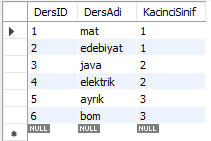 DersID DersAdi KacinciSinif
1 mat 1
2 edebiyat 1
3 java 2
4 elektrik 2
5 ayrık 3
6 bom 3
NULL NULL NULL